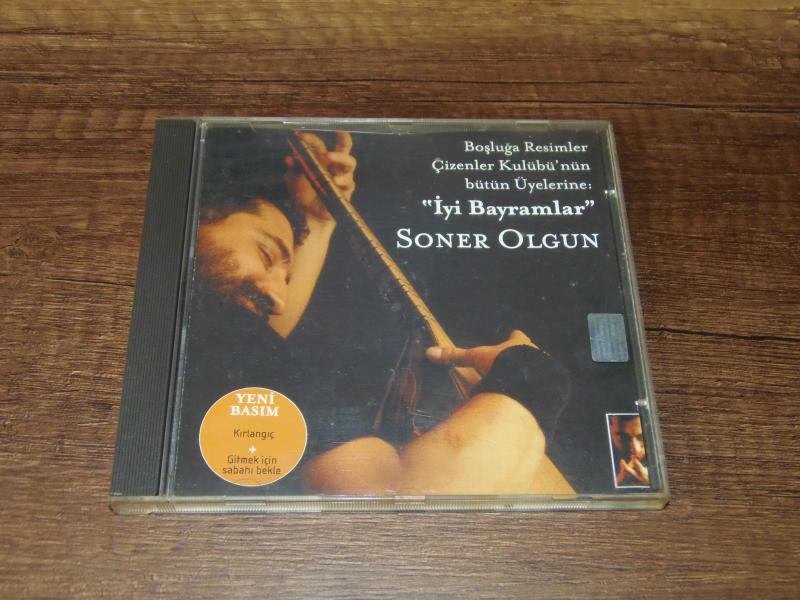 Boşluğa Resimler
Çizenler Kulübü'nün
bütün Üyelerine:
"İyi Bayramlar"
SONER OLGUN
YENİ
BASIM
Kırlangıç
+
Gitmek için
sabahı bekle